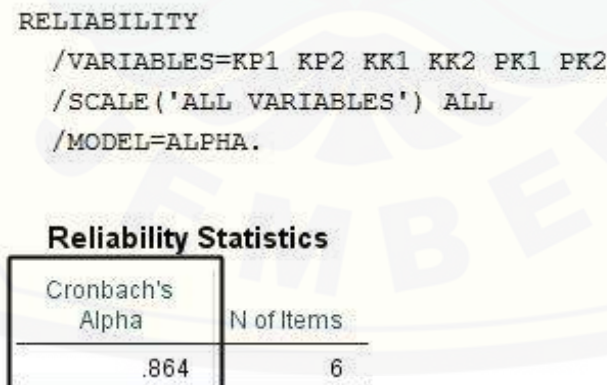 RELIABILITY
/VARIABLES=KP1 KP2 KK1 KK2 PK1 PK2
/SCALE('ALL VARIABLES') ALL
/MODEL=ALPHA.
Reliability Statistics
Cronbach's
Alpha N of Items
.864 6